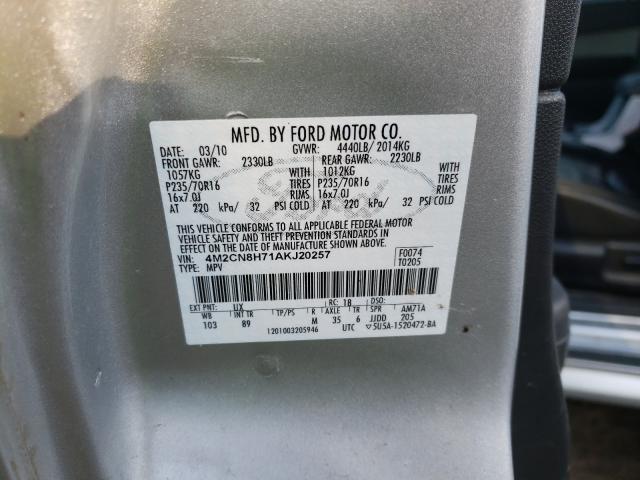 MFD. BY FORD MOTOR CO.
DATE: 03/10 GVWR: 4440LB/ 2014KG
FRONT GAWR: 2330LB REAR GAWR: 2230LB
1057KG WITH 1012KG WITH
P235/70R16 TIRES P235/70R16 TIRES
16x7.0J RIMS 16x7.0J RIMS
AT 220 kPa/ 32 PSI COLD AT 220 kPa/ 32 PSI COLD
THIS VEHICLE CONFORMS TO ALL APPLICABLE FEDERAL MOTOR
VEHICLE SAFETY AND THEFT PREVENTION STANDARDS IN
EFFECT ON THE DATE OF MANUFACTURE SHOWN ABOVE.
VIN: 4M2CN8H71AKJ20257 F0074
TYPE: MPV T0205
EXT PNT: UX RC: 18 DSO:
WB INT TR TP/PS R AXLE TR SPR AM71A
103 89 M 35 6 JJDD 205
1201003205946 UTC ▽5U5A-1520472-BA
Ford